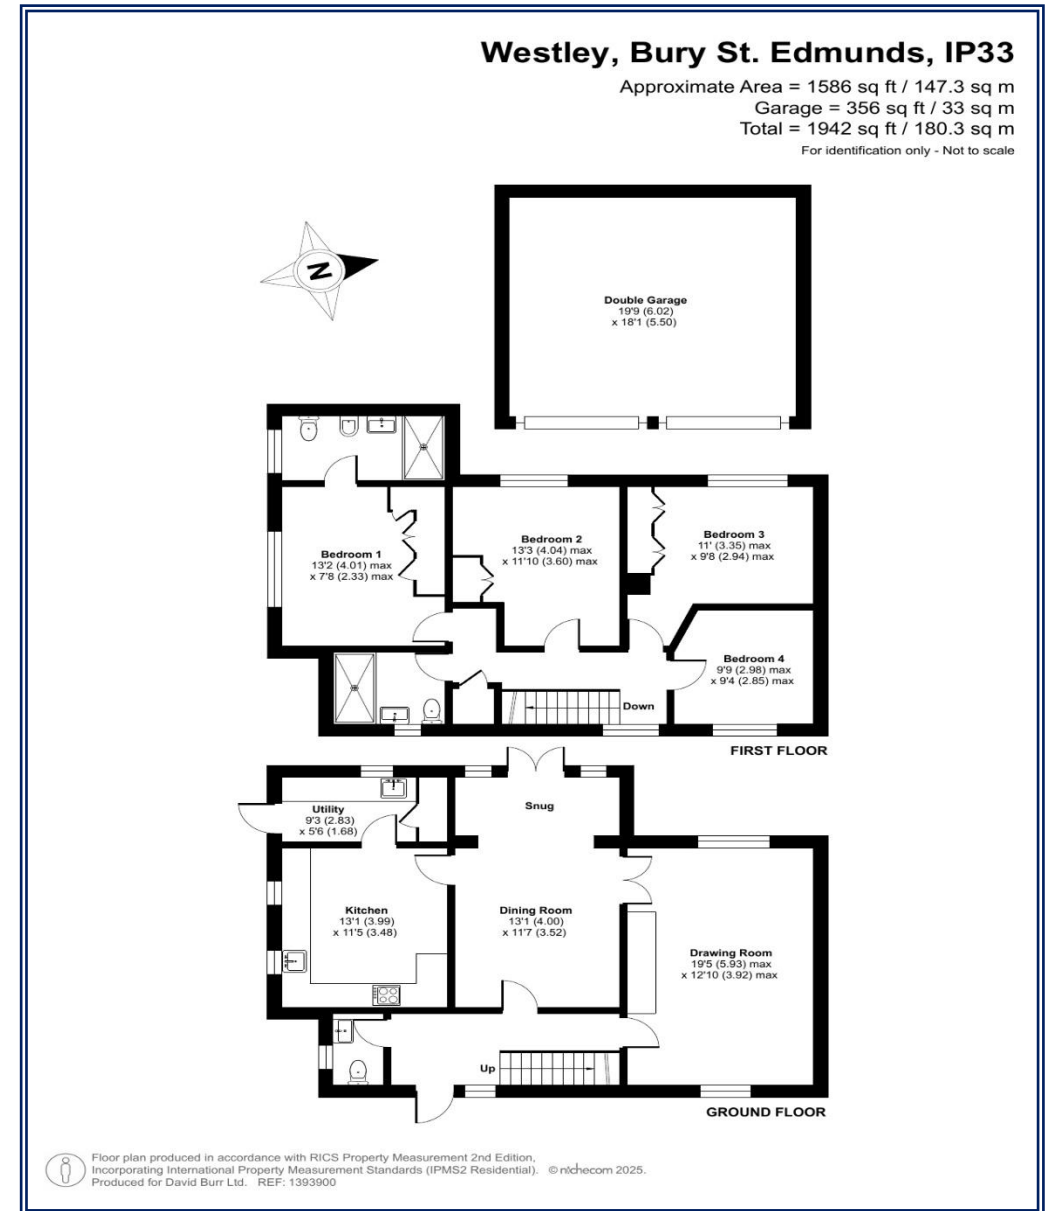 Westley, Bury St. Edmunds, IP33
Approximate Area = 1586 sq ft / 147.3 sq m
Garage = 356 sq ft / 33 sq m
Total = 1942 sq ft / 180.3 sq m
For identification only - Not to scale
N
Double Garage
19'9 (6.02)
x 18'1 (5.50)
Bedroom 1
13'2 (4.01) max
x 7'8 (2.33) max
Bedroom 2
13'3 (4.04) max
x 11'10 (3.60) max
Bedroom 3
11' (3.35) max
x 9'8 (2.94) max
Bedroom 4
9'9 (2.98) max
x 9'4 (2.85) max
Down
FIRST FLOOR
Utility
9'3 (2.83)
x 5'6 (1.68)
Snug
Kitchen
13'1 (3.99)
x 11'5 (3.48)
Dining Room
13'1 (4.00)
x 11'7 (3.52)
Drawing Room
19'5 (5.93) max
x 12'10 (3.92) max
Up
GROUND FLOOR
Floor plan produced in accordance with RICS Property Measurement 2nd Edition,
Incorporating International Property Measurement Standards (IPMS2 Residential). © nıchecom 2025.
Produced for David Burr Ltd. REF: 1393900